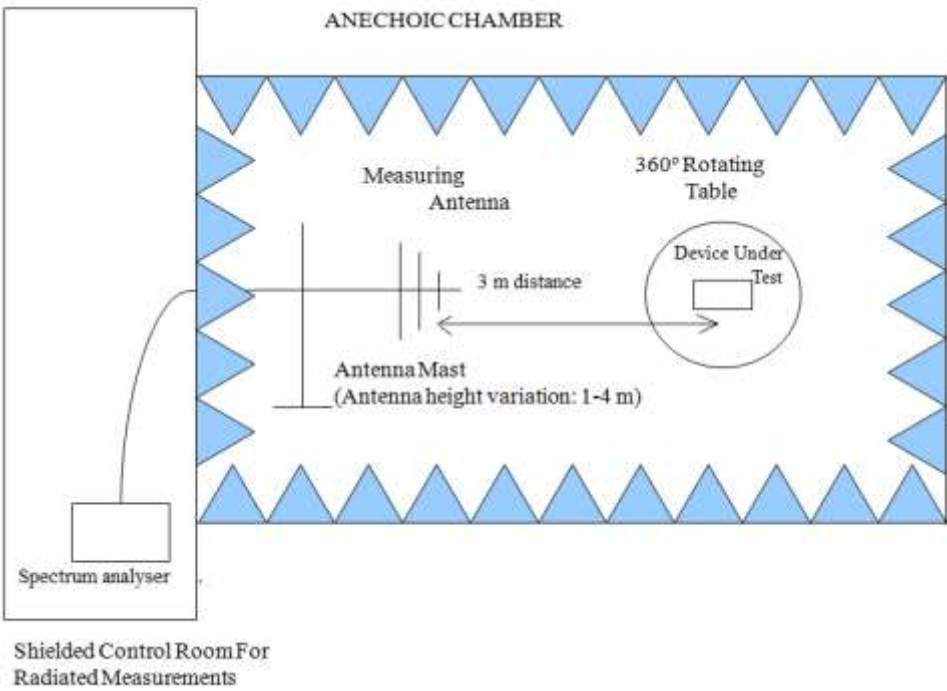 ANECHOIC CHAMBER
360º Rotating
Table
Measuring
Antenna
Device Under
Test
3 m distance
Antenna Mast
(Antenna height variation: 1-4 m)
Spectrum analyser
Shielded Control Room For
Radiated Measurements